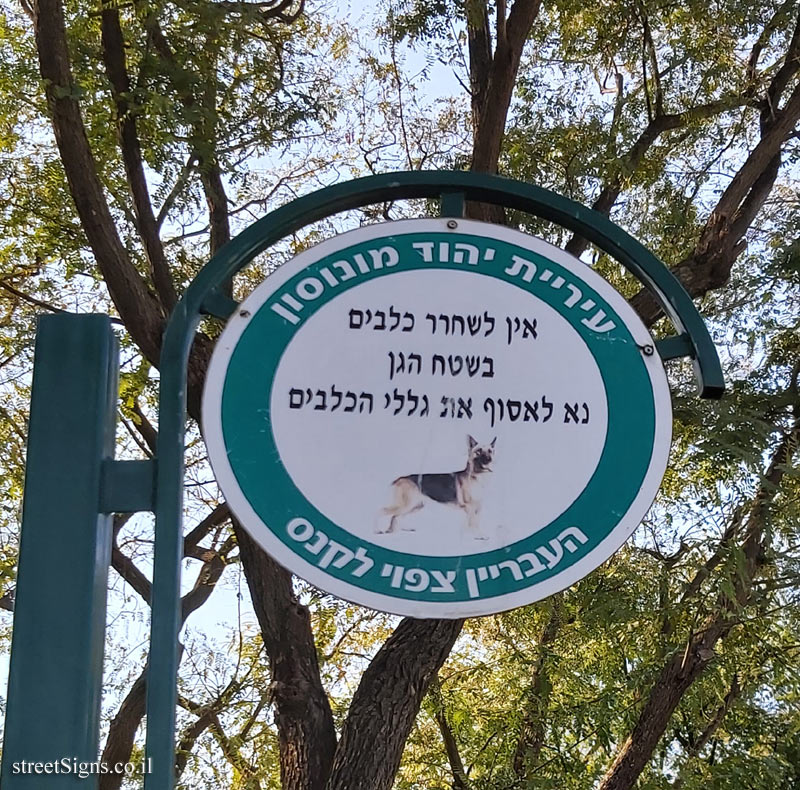 עיריית יהוד מונוסון
אין לשחרר כלבים
בשטח הגן
נא לאסוף את גללי הכלבים
העבריין צפוי לקנס
streetSigns.co.il